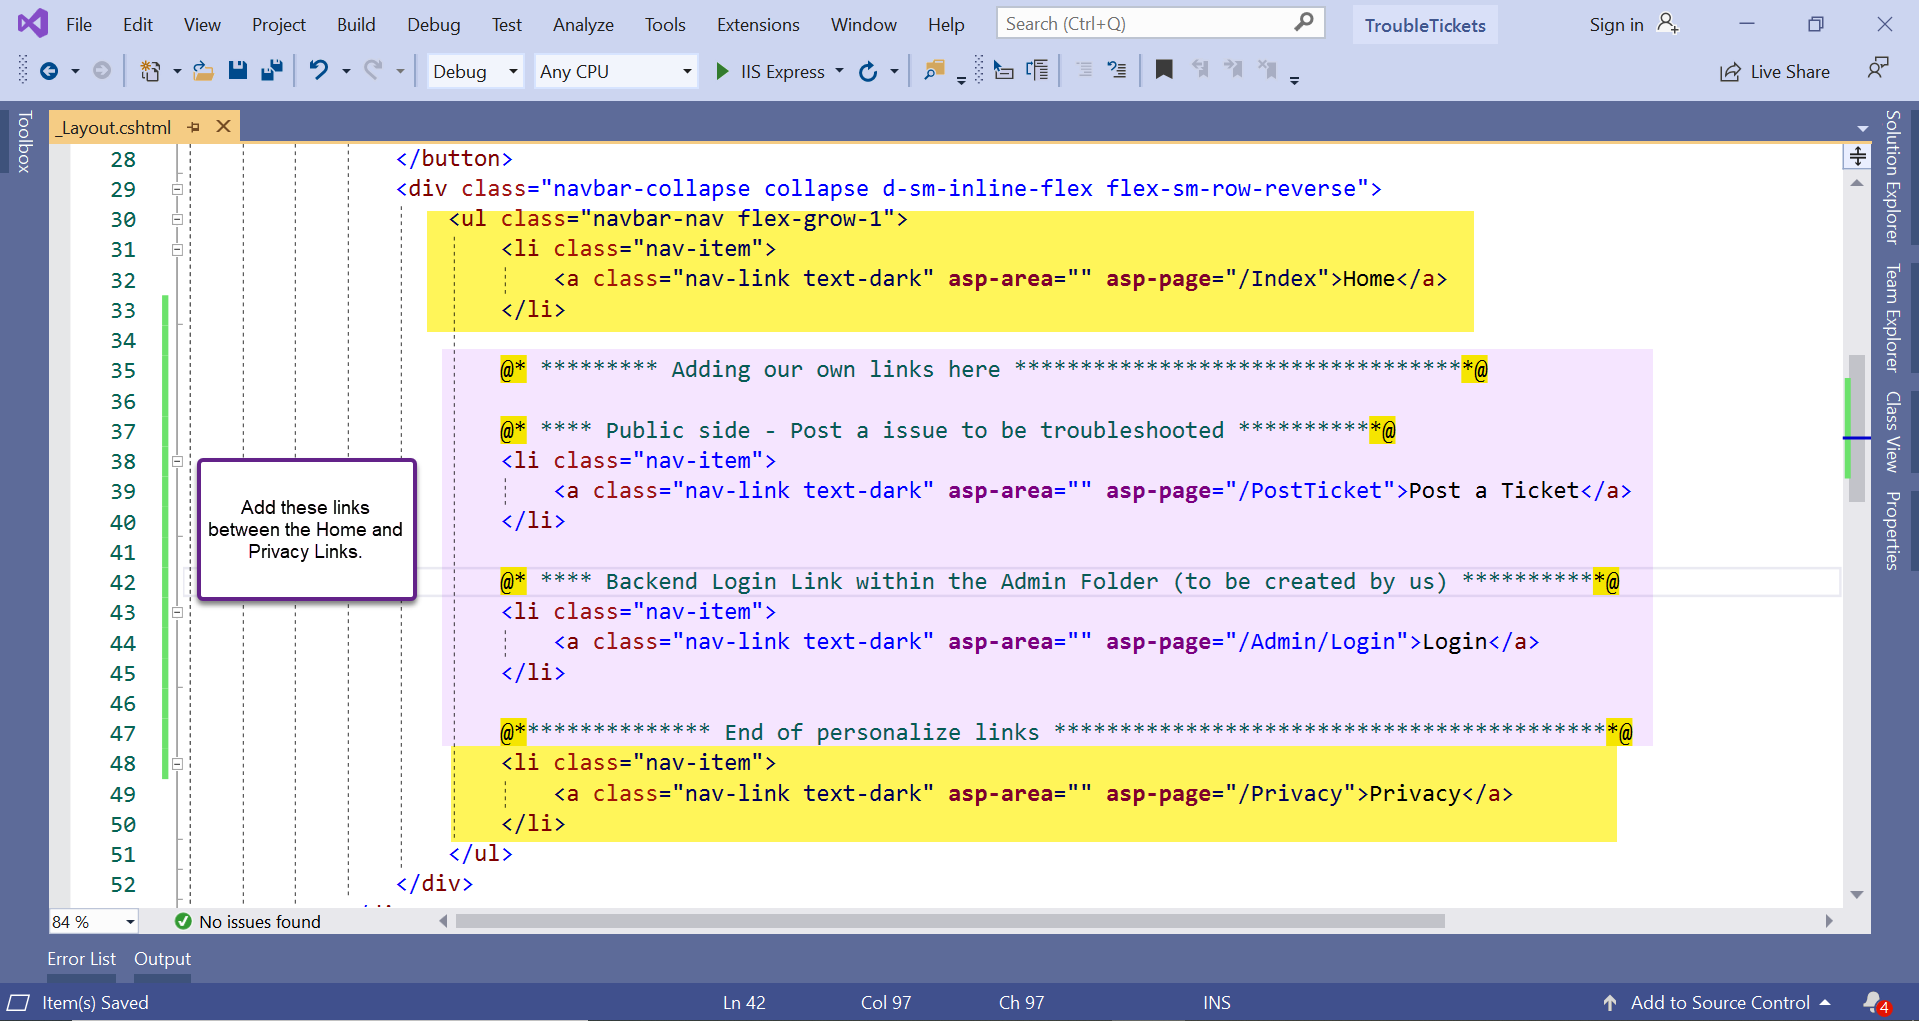 File Edit View Project Build Debug Test Analyze Tools Extensions Window Help Search (Ctrl+Q) TroubleTickets Sign in
Debug Any CPU IIS Express Live Share
Toolbox
_Layout.cshtml
28 </button>
29 <div class="navbar-collapse collapse d-sm-inline-flex flex-sm-row-reverse">
30 <ul class="navbar-nav flex-grow-1">
31 <li class="nav-item">
32 <a class="nav-link text-dark" asp-area="" asp-page="/Index">Home</a>
33 </li>
34
35 @* ********* Adding our own links here ***********************************@
36
37 @* **** Public side - Post a issue to be troubleshooted ***********@
38 <li class="nav-item">
39 <a class="nav-link text-dark" asp-area="" asp-page="/PostTicket">Post a Ticket</a>
40 </li>
41
42 @* **** Backend Login Link within the Admin Folder (to be created by us) ***********@
43 <li class="nav-item">
44 <a class="nav-link text-dark" asp-area="" asp-page="/Admin/Login">Login</a>
45 </li>
46
47 @*************** End of personalize links *******************************************@
48 <li class="nav-item">
49 <a class="nav-link text-dark" asp-area="" asp-page="/Privacy">Privacy</a>
50 </li>
51 </ul>
52 </div>
Add these links
between the Home and
Privacy Links.
Solution Explorer
Team Explorer
Class View
Properties
84 % No issues found
Error List Output
Item(s) Saved Ln 42 Col 97 Ch 97 INS Add to Source Control 4